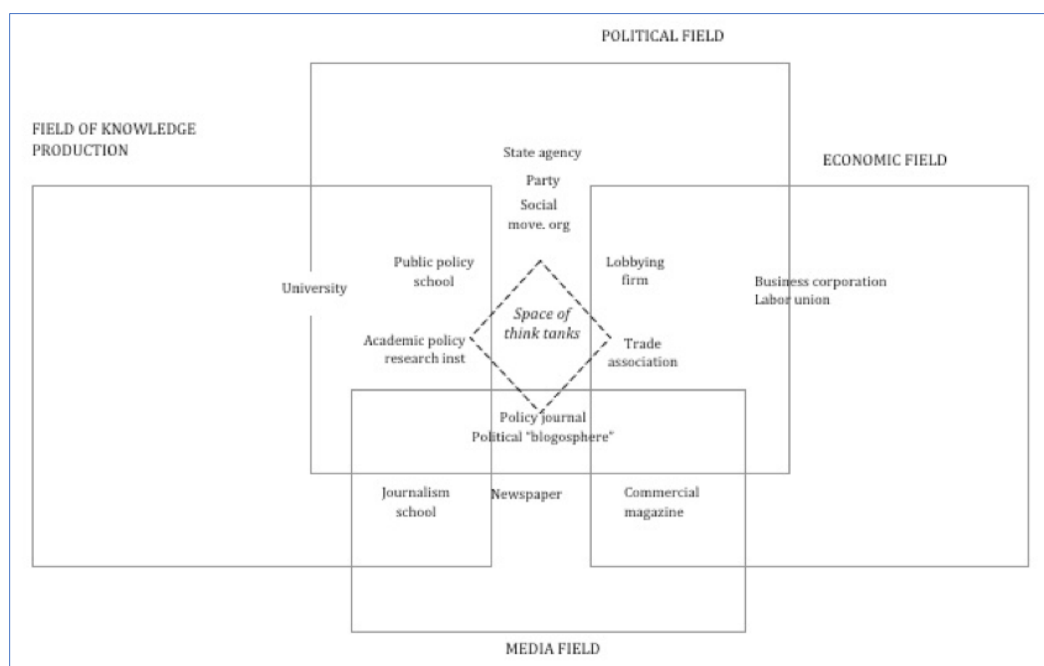 POLITICAL FIELD
FIELD OF KNOWLEDGE
PRODUCTION
ECONOMIC FIELD
State agency
Party
Social
move. org
Public policy
school
Lobbying
firm
University
Business corporation
Labor union
Space of
think tanks
Academic policy
research inst
Trade
association
Policy journal
Political "blogosphere"
Journalism
school
Newspaper
Commercial
magazine
MEDIA FIELD